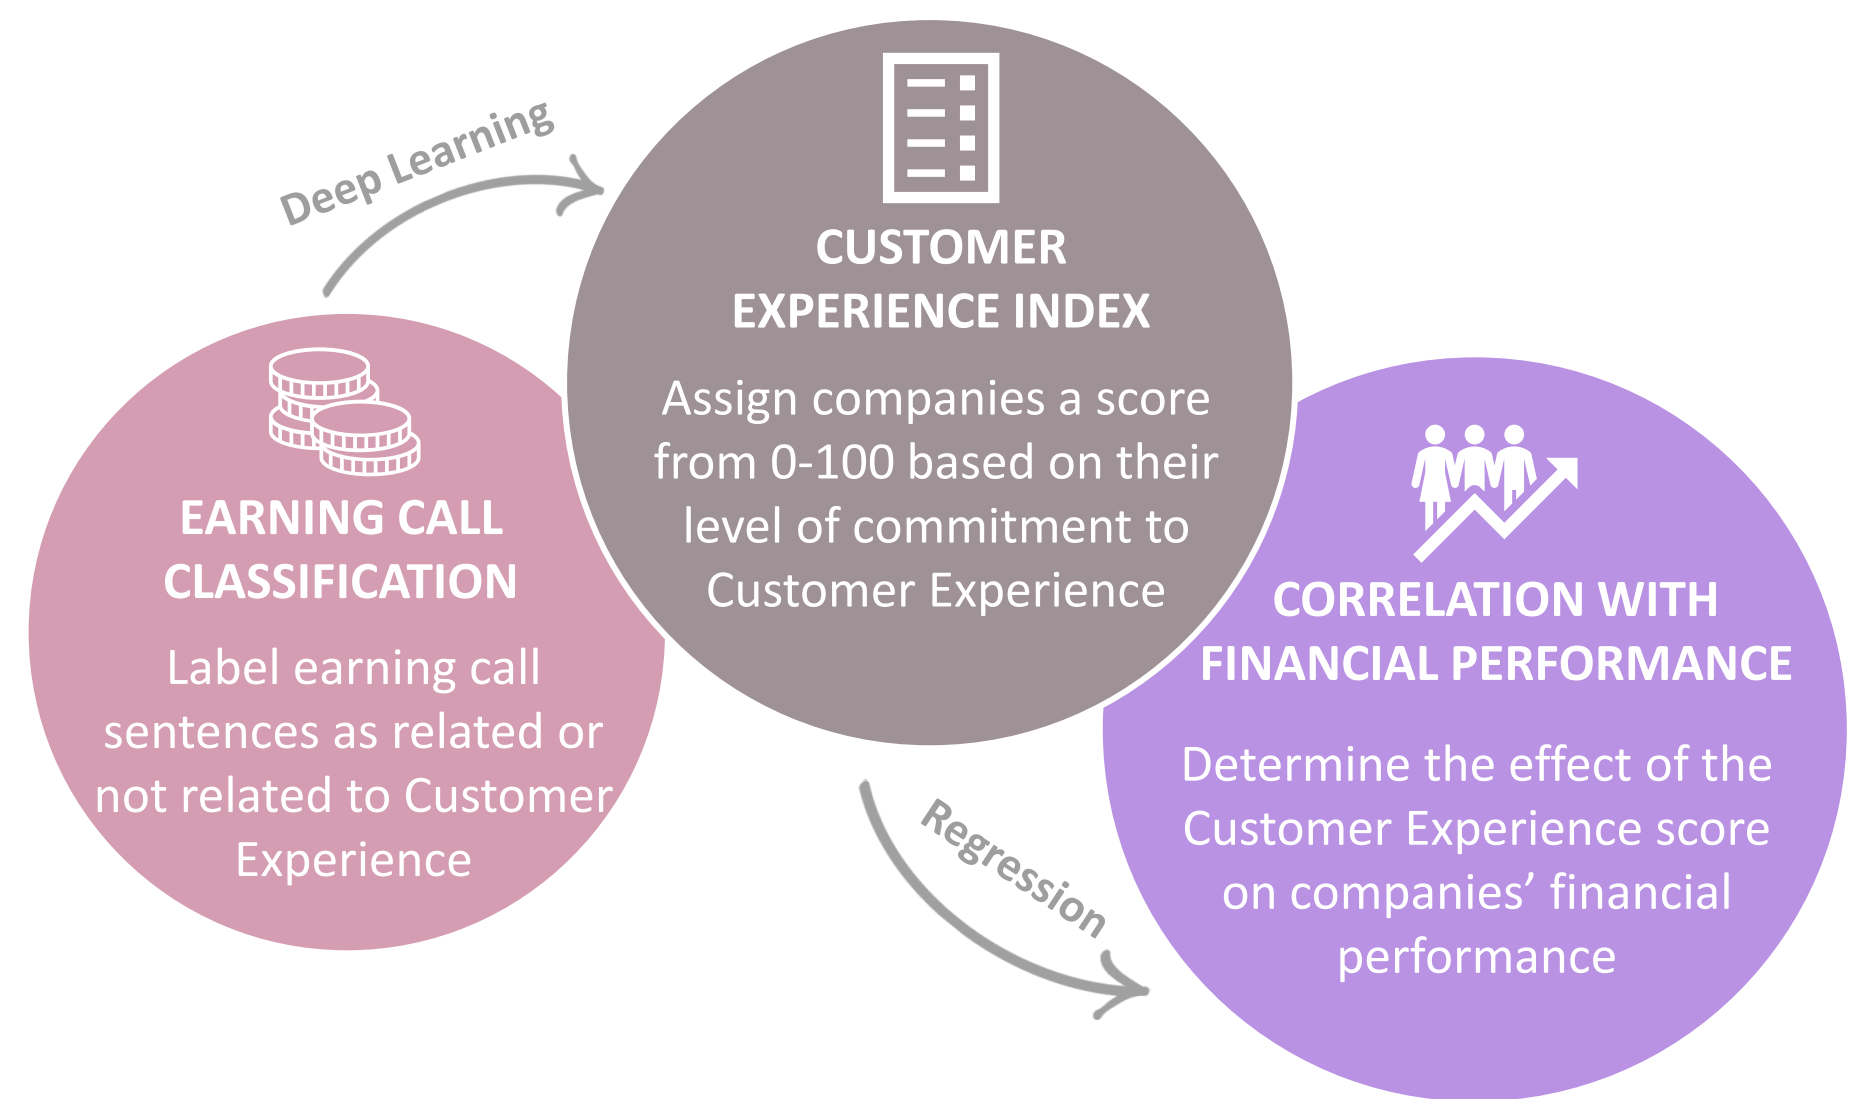 Deep Learning
CUSTOMER
EXPERIENCE INDEX
Assign companies a score
from 0-100 based on their
level of commitment to
Customer Experience
EARNING CALL
CLASSIFICATION
Label earning call
sentences as related or
not related to Customer
Experience
Regression
CORRELATION WITH
FINANCIAL PERFORMANCE
Determine the effect of the
Customer Experience score
on companies’ financial
performance